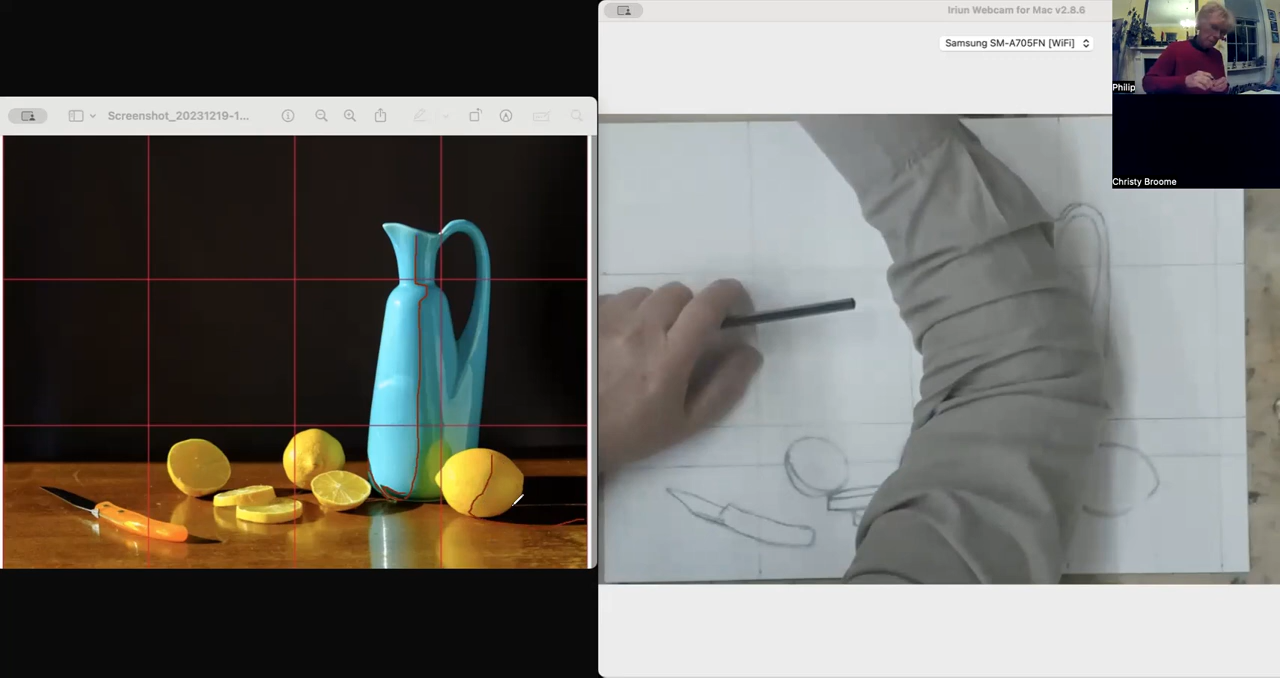 Iriun Webcam for Mac v2.8.6
Samsung SM-A705FN [WiFi]
Philip
Screenshot_20231219-1...
Christy Broome